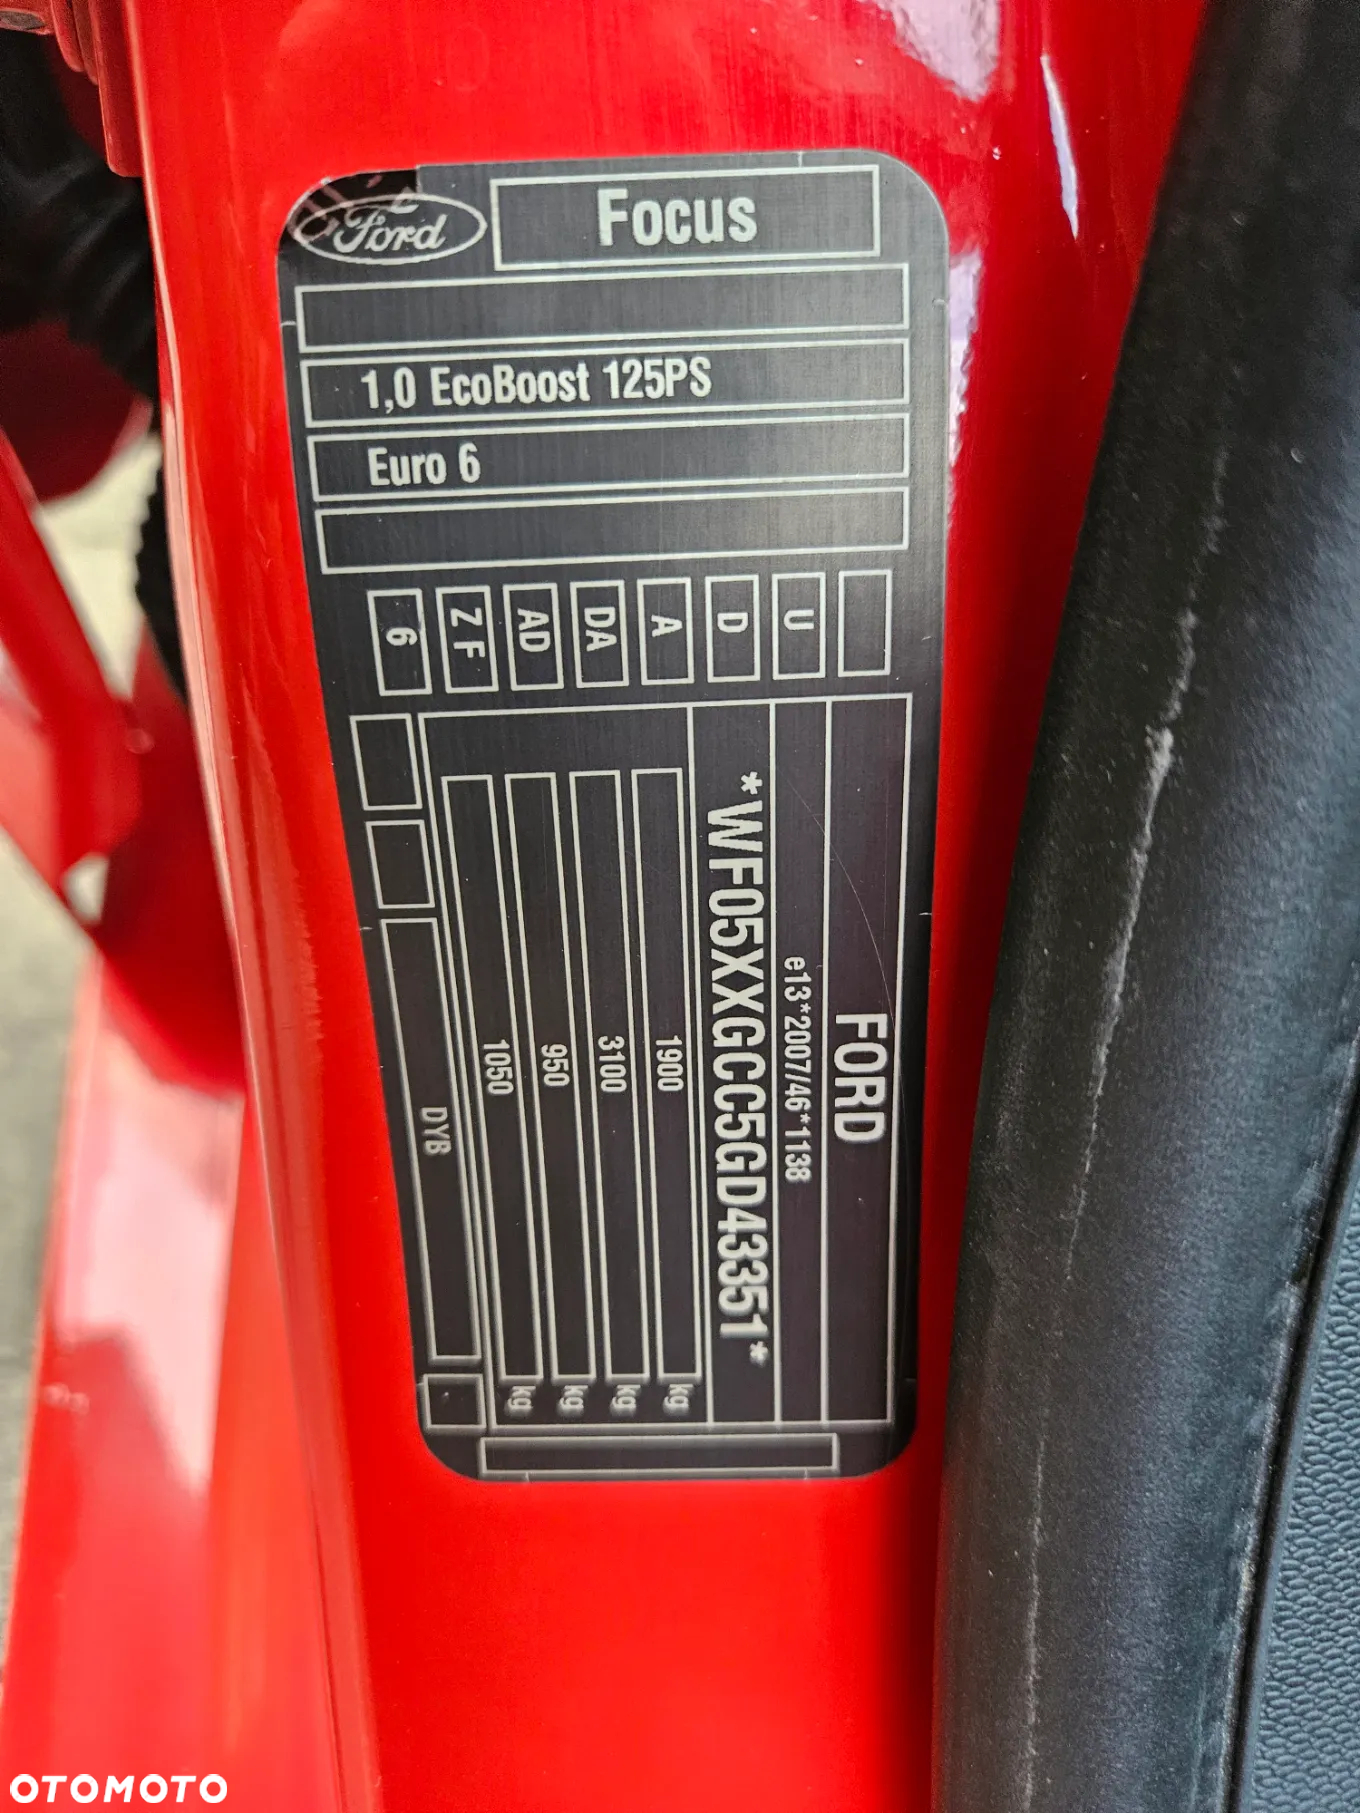 Ford
Focus
1,0 EcoBoost 125PS
Euro 6
6
Z F
AD
DA
A
D
U
FORD
e13*2007/46*1138
*WF05XXGCC5GD43351*
1900 kg
3100 kg
950 kg
1050 kg
DYB
OTOMOTO